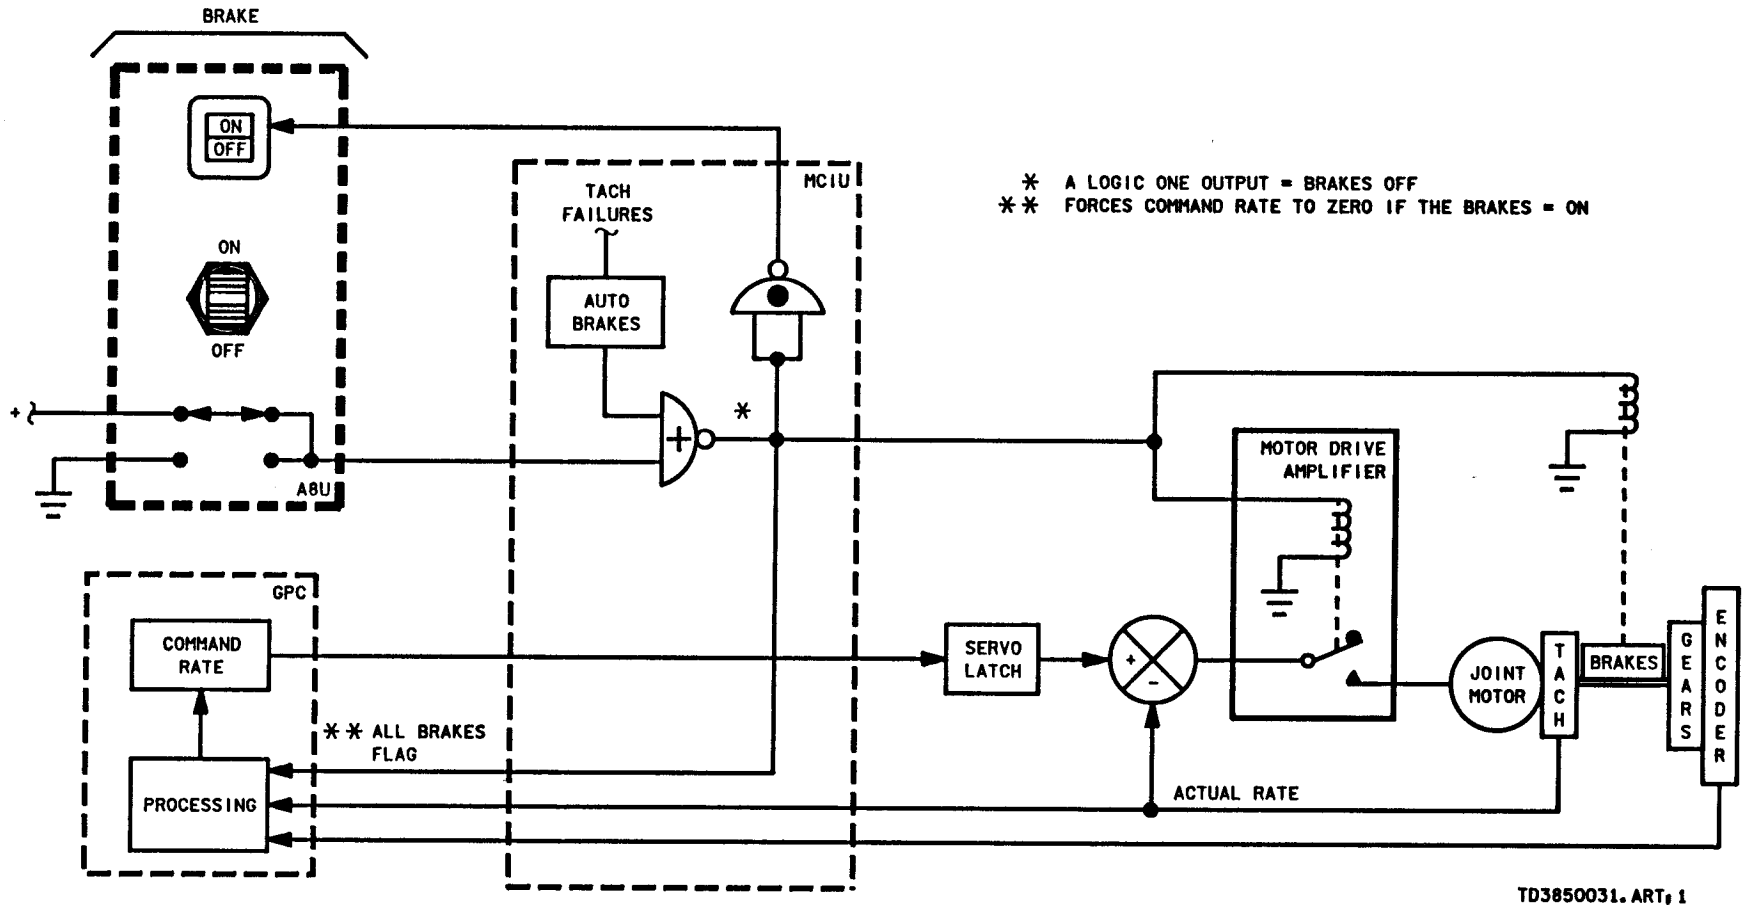 BRAKE
ON
OFF
ON
OFF
+
A8U
MCIU
TACH
FAILURES
AUTO
BRAKES
+
*
* A LOGIC ONE OUTPUT = BRAKES OFF
** FORCES COMMAND RATE TO ZERO IF THE BRAKES = ON
MOTOR DRIVE
AMPLIFIER
GPC
COMMAND
RATE
** ALL BRAKES
FLAG
PROCESSING
SERVO
LATCH
+
-
ACTUAL RATE
JOINT
MOTOR
TACH
BRAKES
GEARS
ENCODER
TD3850031.ART; 1